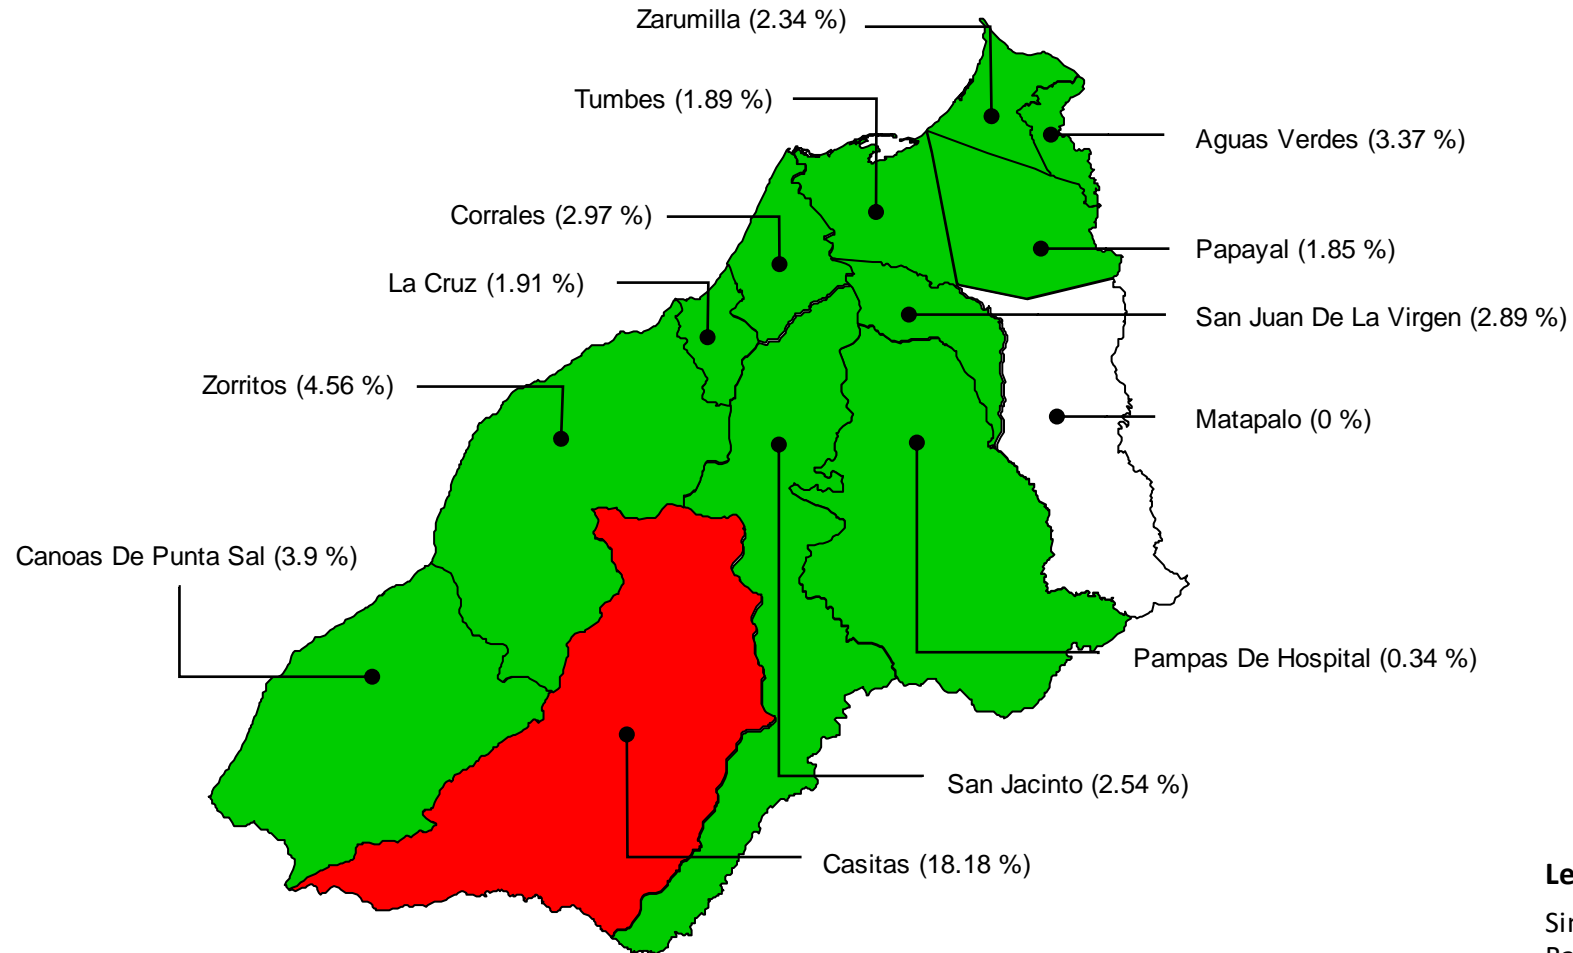 Zarumilla (2.34 %)
Tumbes (1.89 %)
Aguas Verdes (3.37 %)
Corrales (2.97 %)
Papayal (1.85 %)
La Cruz (1.91 %)
San Juan De La Virgen (2.89 %)
Zorritos (4.56 %)
Matapalo (0 %)
Canoas De Punta Sal (3.9 %)
Pampas De Hospital (0.34 %)
San Jacinto (2.54 %)
Casitas (18.18 %)
Le